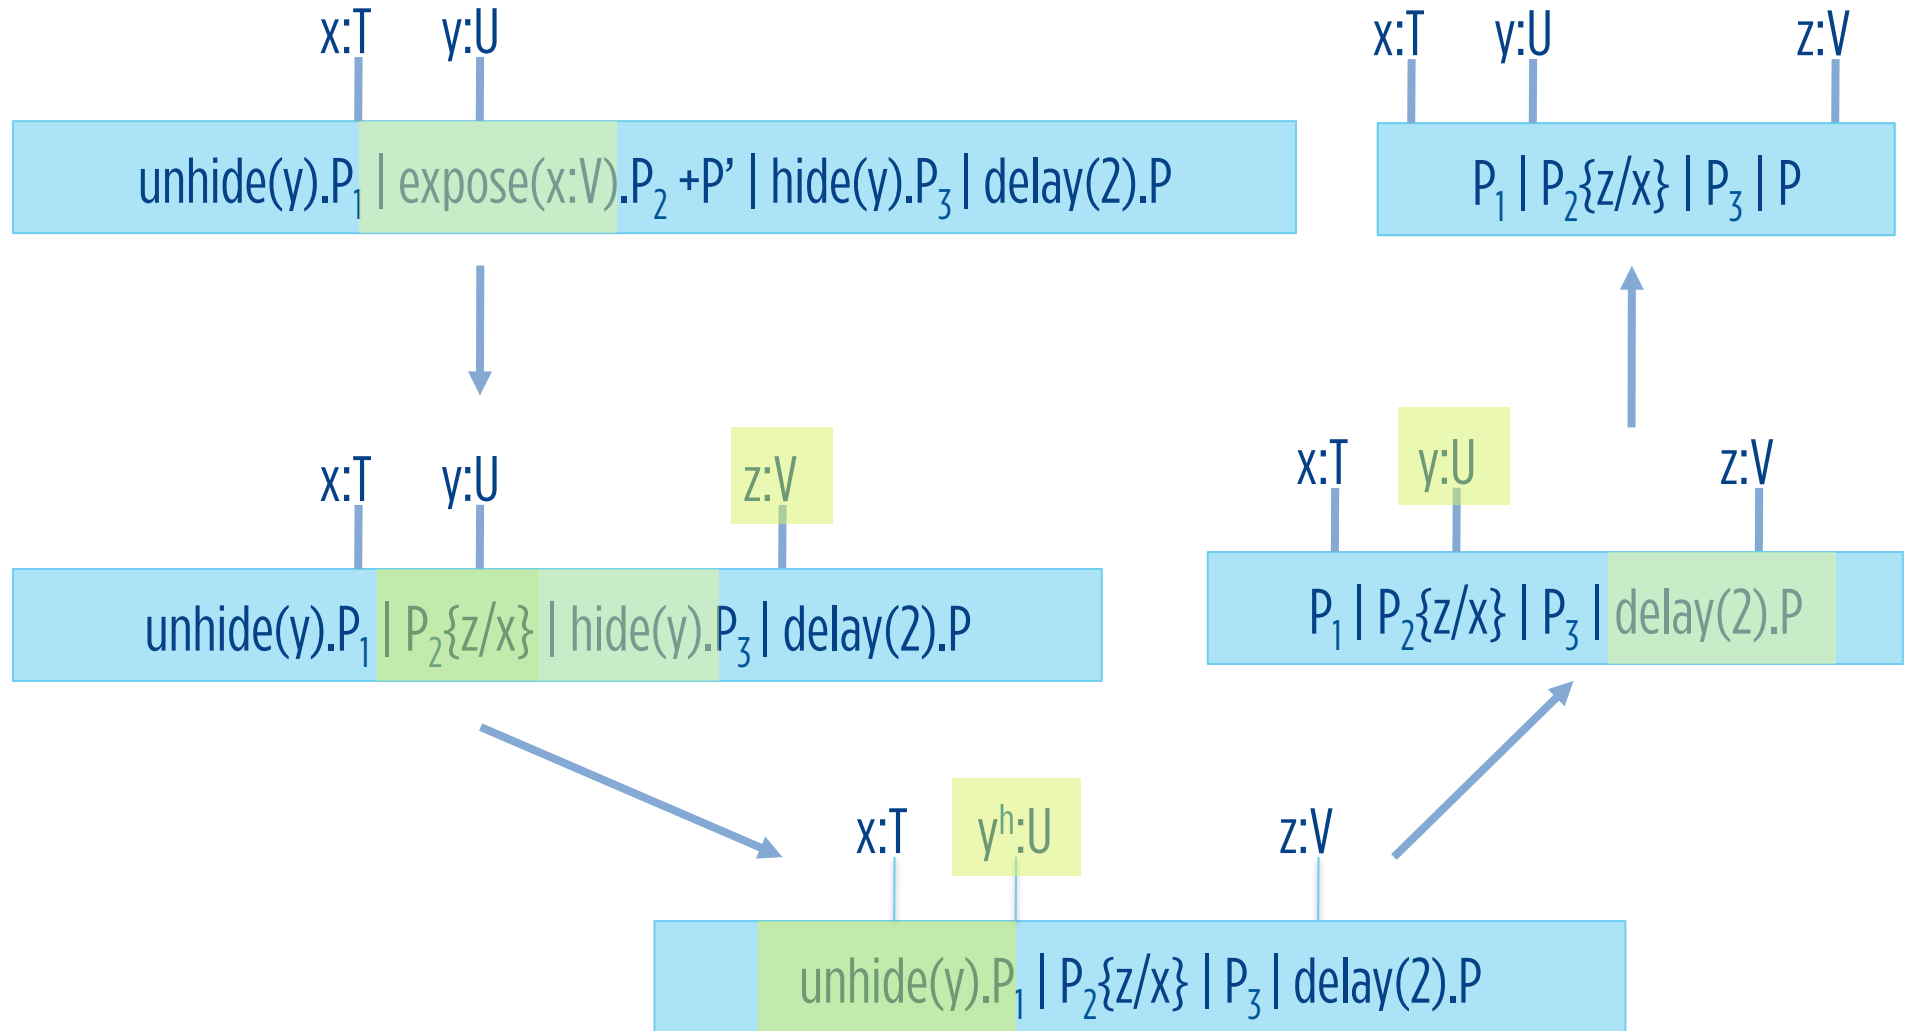 x:T y:U
unhide(y).P₁ | expose(x:V).P₂ +P’ | hide(y).P₃ | delay(2).P
x:T y:U z:V
unhide(y).P₁ | P₂{z/x} | hide(y).P₃ | delay(2).P
x:T yʰ:U z:V
unhide(y).P₁ | P₂{z/x} | P₃ | delay(2).P
x:T y:U z:V
P₁ | P₂{z/x} | P₃ | delay(2).P
x:T y:U z:V
P₁ | P₂{z/x} | P₃ | P